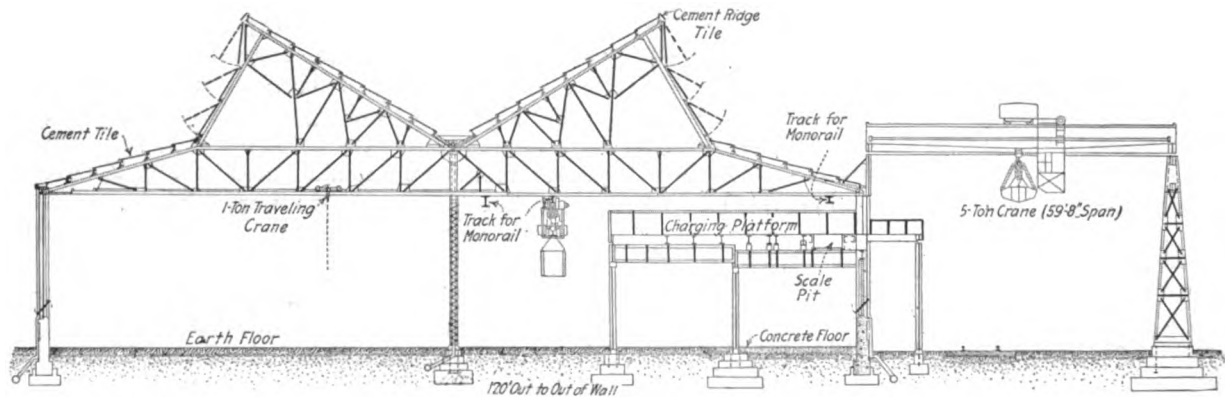 Cement Ridge
Tile
Track for
Monorail
Cement Tile
1-Ton Traveling
Crane
Track for
Monorail
Charging Platform
5-Ton Crane (59'-8" Span)
Scale
Pit
Earth Floor
Concrete Floor
120' Out to Out of Wall